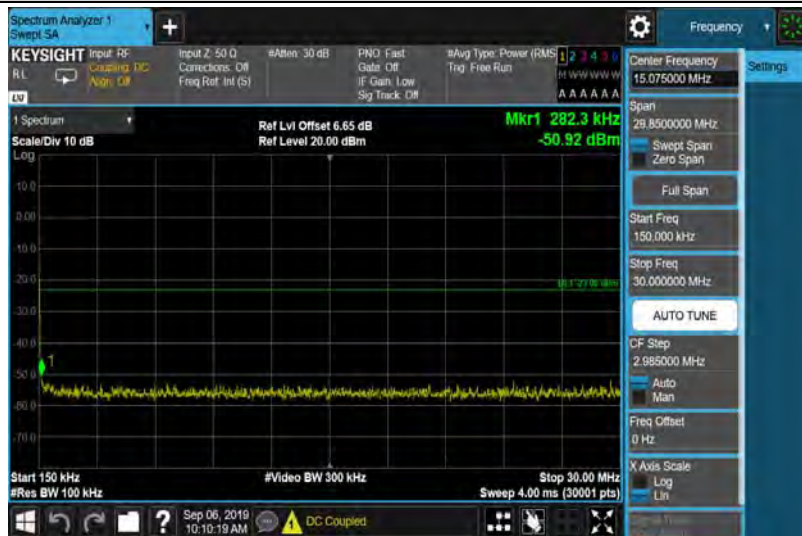 Spectrum Analyzer 1
Swept SA
+
Frequency
KEYSIGHT
RL
LXI
Input: RF
Coupling: DC
Align: Off
Input Z: 50 Ω
Corrections: Off
Freq Ref: Int (S)
#Atten: 30 dB
PNO: Fast
Gate: Off
IF Gain: Low
Sig Track: Off
#Avg Type: Power (RMS
Trig: Free Run
1 2 3 4 5 6
M W W W W W
A A A A A A
1 Spectrum
Scale/Div 10 dB
Log
Ref Lvl Offset 6.65 dB
Ref Level 20.00 dBm
Mkr1 282.3 kHz
-50.92 dBm
10.0
0.00
-10.0
-20.0
-30.0
-40.0
-50.0
-60.0
-70.0
1
Start 150 kHz
#Res BW 100 kHz
#Video BW 300 kHz
Stop 30.00 MHz
Sweep 4.00 ms (30001 pts)
Center Frequency
15.075000 MHz
Settings
Span
29.8500000 MHz
Swept Span
Zero Span
Full Span
Start Freq
150.000 kHz
Stop Freq
30.000000 MHz
AUTO TUNE
CF Step
2.985000 MHz
Auto
Man
Freq Offset
0 Hz
X Axis Scale
Log
Lin
?
Sep 06, 2019
10:10:19 AM
DC Coupled